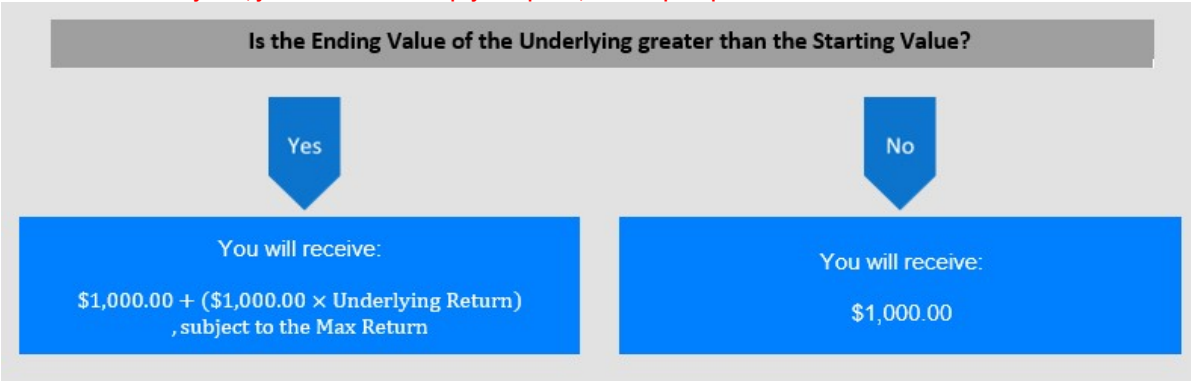 Is the Ending Value of the Underlying greater than the Starting Value?
Yes
No
You will receive:
$1,000.00 + ($1,000.00 × Underlying Return)
, subject to the Max Return
You will receive:
$1,000.00